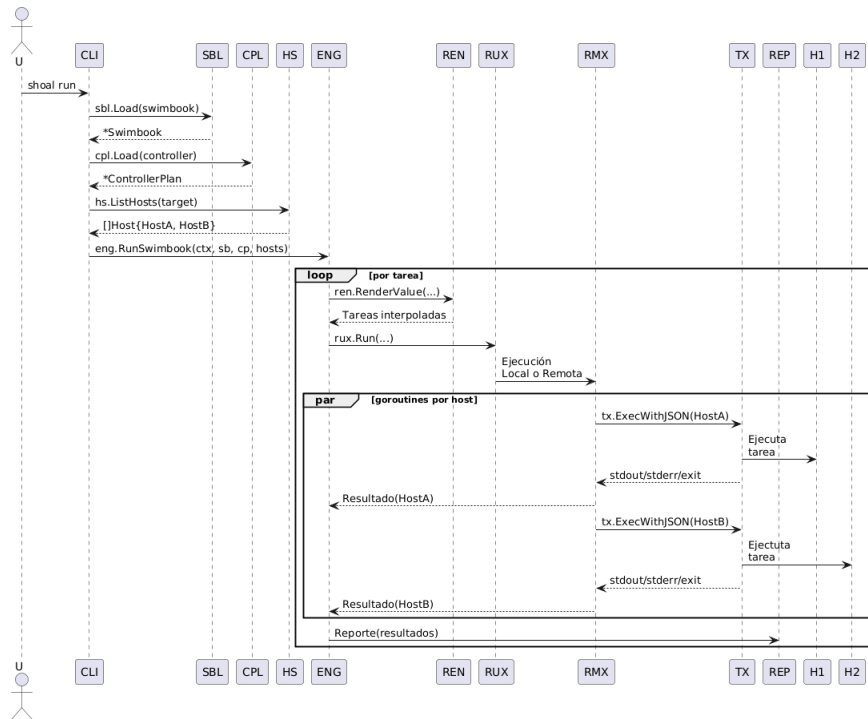 U
CLI SBL CPL HS ENG REN RUX RMX TX REP H1 H2
shoal run
sbl.Load(swimbook)
*Swimbook
cpl.Load(controller)
*ControllerPlan
hs.ListHosts(target)
[]Host{HostA, HostB}
eng.RunSwimbook(ctx, sb, cp, hosts)
loop [por tarea]
ren.RenderValue(...)
Tareas interpoladas
rux.Run(...)
Ejecución
Local o Remota
par [goroutines por host]
tx.ExecWithJSON(HostA)
Ejecuta
tarea
stdout/stderr/exit
Resultado(HostA)
tx.ExecWithJSON(HostB)
Ejectuta
tarea
stdout/stderr/exit
Resultado(HostB)
Reporte(resultados)
U
CLI SBL CPL HS ENG REN RUX RMX TX REP H1 H2